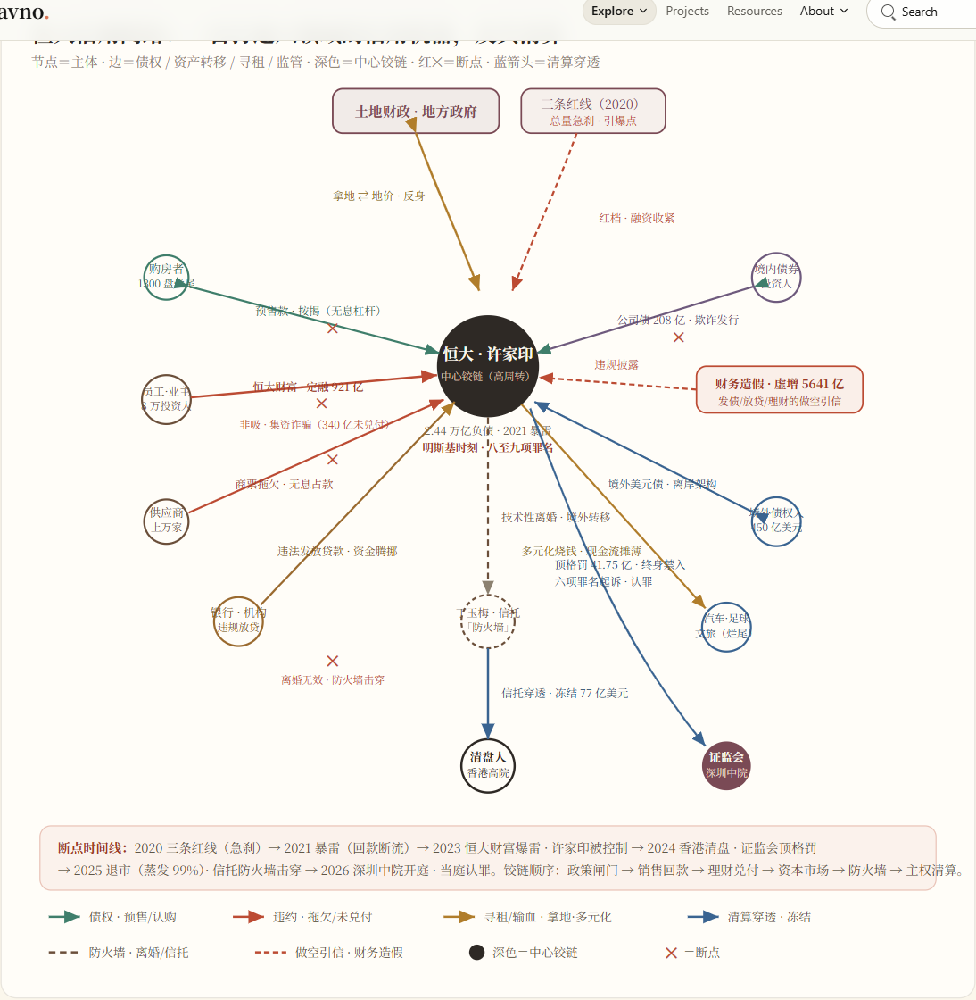 avno.
Explore
Projects
Resources
About
Search
节点＝主体 · 边＝债权 / 资产转移 / 寻租 / 监管 · 深色＝中心铰链 · 红✕＝断点 · 蓝箭头＝清算穿透
土地财政 · 地方政府
三条红线（2020）
总量急刹 · 引爆点
拿地 ⇄ 地价 · 反身
红档 · 融资收紧
购房者
1300 盘
境内债券
投资人
预售款 · 按揭（无息杠杆）
公司债 208 亿 · 欺诈发行
恒大 · 许家印
中心铰链（高周转）
违规披露
财务造假 · 虚增 5641 亿
发债/放贷/理财的做空引信
员工·业主
8 万投资人
恒大财富 · 定融 921 亿
非吸 · 集资诈骗（340 亿未兑付）
2.44 万亿负债 · 2021 暴雷
明斯基时刻 · 八至九项罪名
商票拖欠 · 无息占款
境外美元债 · 离岸架构
供应商
上万家
境外债权人
450 亿美元
技术性离婚 · 境外转移
违法发放贷款 · 资金腾挪
多元化烧钱 · 现金流摊薄
顶格罚 41.75 亿 · 终身禁入
六项罪名起诉 · 认罪
银行 · 机构
违规放贷
丁玉梅 · 信托
「防火墙」
汽车·足球
文旅（烂尾）
离婚无效 · 防火墙击穿
信托穿透 · 冻结 77 亿美元
清盘人
香港高院
证监会
深圳中院
断点时间线：2020 三条红线（急刹）→ 2021 暴雷（回款断流）→ 2023 恒大财富爆雷 · 许家印被控制 → 2024 香港清盘 · 证监会顶格罚
→ 2025 退市（蒸发 99%）· 信托防火墙击穿 → 2026 深圳中院开庭 · 当庭认罪。铰链顺序：政策闸门 → 销售回款 → 理财兑付 → 资本市场 → 防火墙 → 主权清算。
债权 · 预售/认购
违约 · 拖欠/未兑付
寻租/输血 · 拿地·多元化
清算穿透 · 冻结
防火墙 · 离婚/信托
做空引信 · 财务造假
深色＝中心铰链
✕ ＝断点